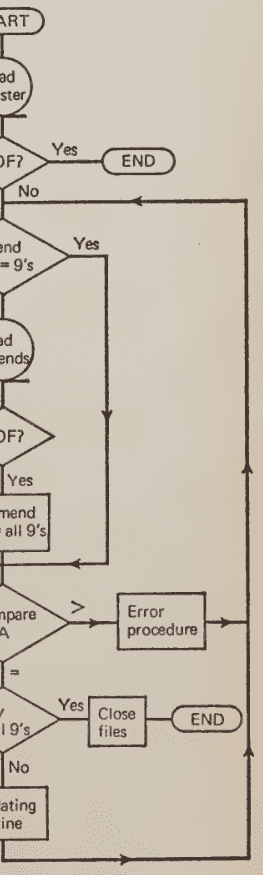 ART
ad
ster
OF?
Yes
END
No
end
= 9's
Yes
ad
ends
OF?
Yes
mend
= all 9's
mpare
A
>
Error
procedure
=
l 9's
Yes
Close
files
END
No
dating
ine